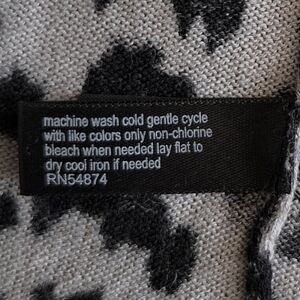 machine wash cold gentle cycle
with like colors only non-chlorine
bleach when needed lay flat to
dry cool iron if needed
RN54874